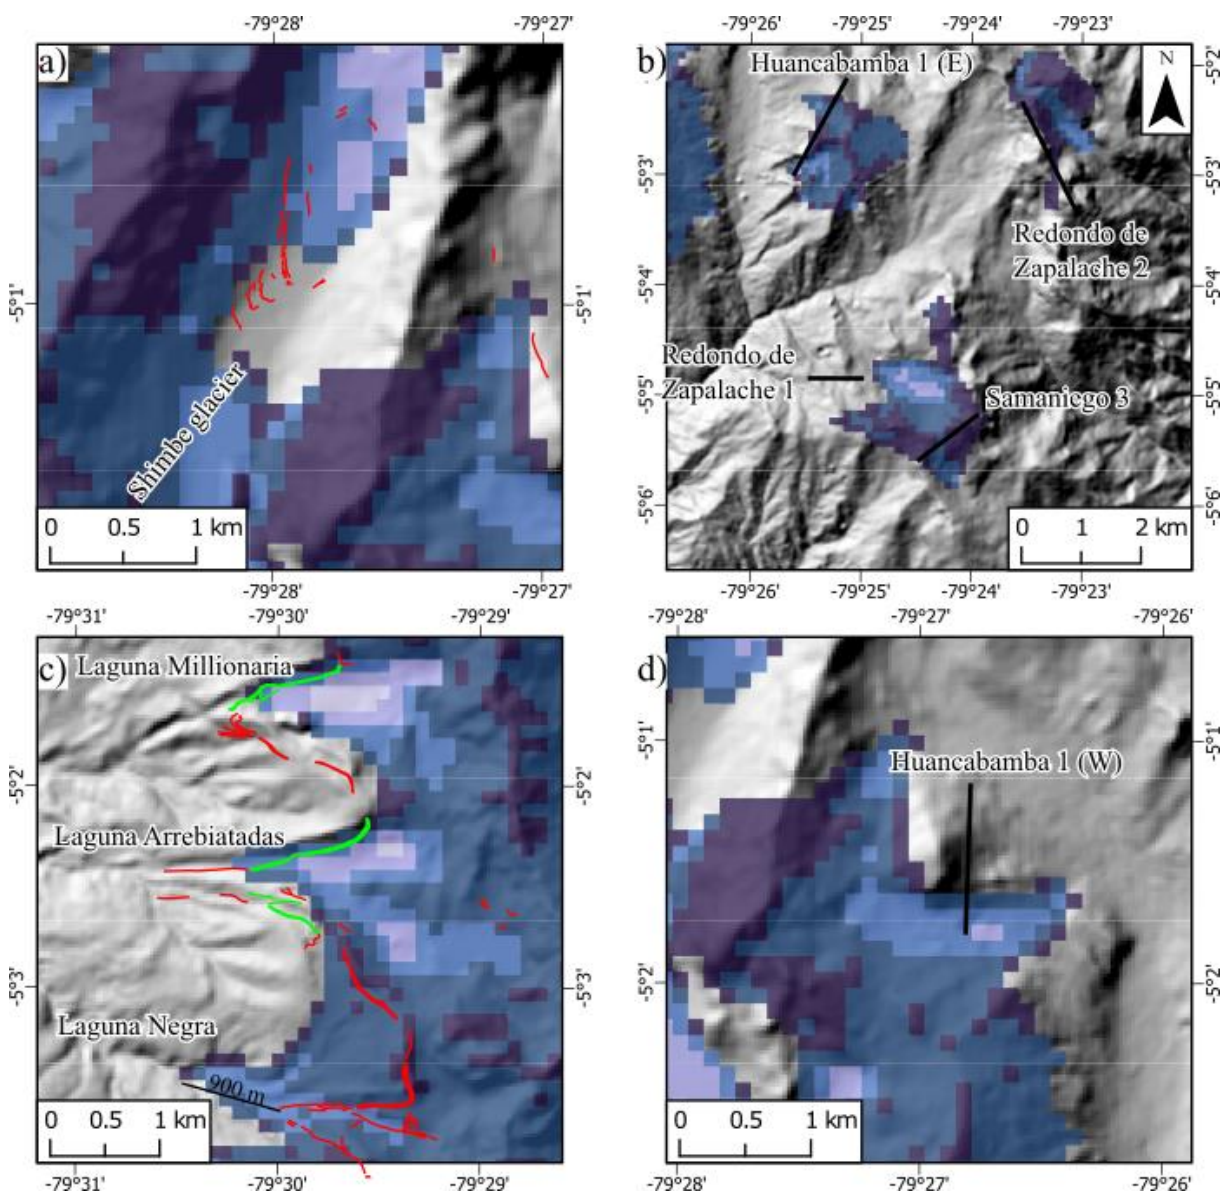 -79°28' -79°27'
a)
-5°1'
-5°1'
Shimbe glacier
0 0.5 1 km
-79°28' -79°27'
-79°26' -79°25' -79°24' -79°23'
b)
Huancabamba 1 (E)
N
-5°2'
-5°3'
-5°3'
Redondo de
Zapalache 2
-5°4'
-5°4'
Redondo de
Zapalache 1
Samaniego 3
-5°5'
-5°5'
-5°6'
-5°6'
0 1 2 km
-79°26' -79°25' -79°24' -79°23'
-79°31' -79°30' -79°29'
c)
Laguna Millionaria
-5°2'
-5°2'
Laguna Arrebiatadas
-5°3'
-5°3'
Laguna Negra
900 m
0 0.5 1 km
-79°31' -79°30' -79°29'
-79°28' -79°27' -79°26'
d)
-5°1'
-5°1'
Huancabamba 1 (W)
-5°2'
-5°2'
0 0.5 1 km
-79°28' -79°27' -79°26'